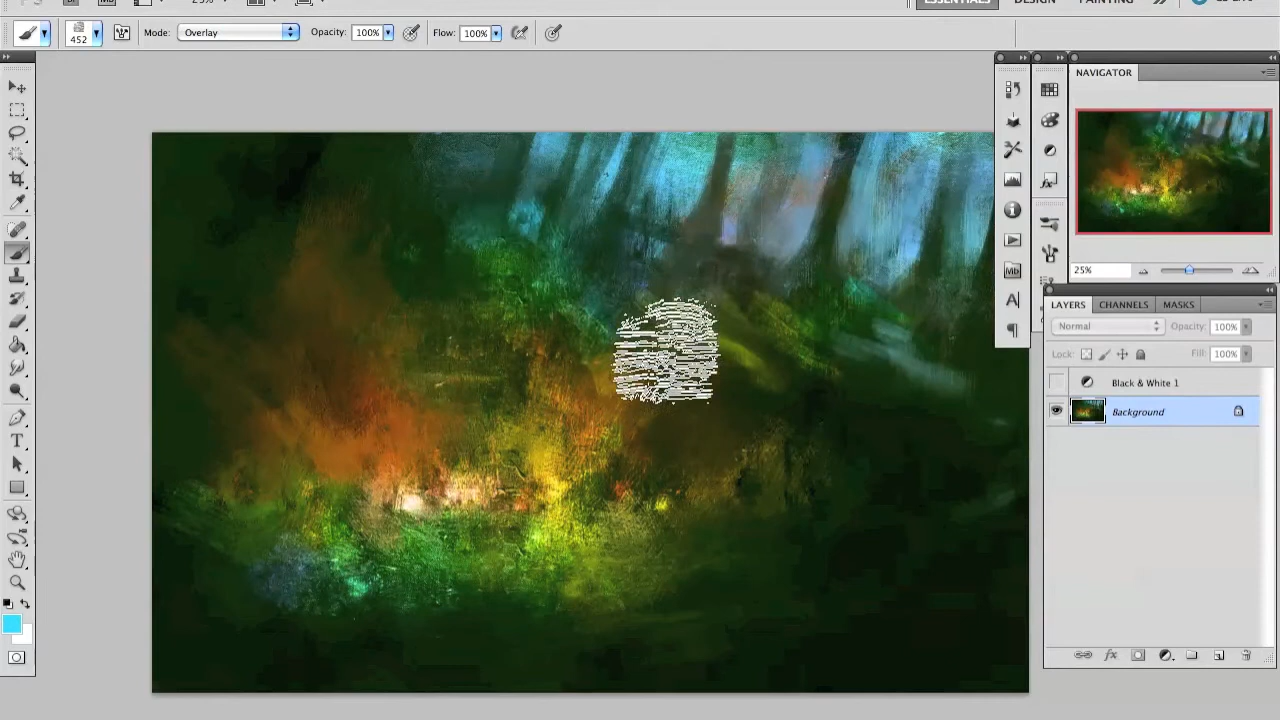 ESSENTIALS DESIGN PAINTING
Mode: Overlay Opacity: 100% Flow: 100%
452
NAVIGATOR
25%
LAYERS CHANNELS MASKS
Normal Opacity: 100%
Lock: Fill: 100%
Black & White 1
Background